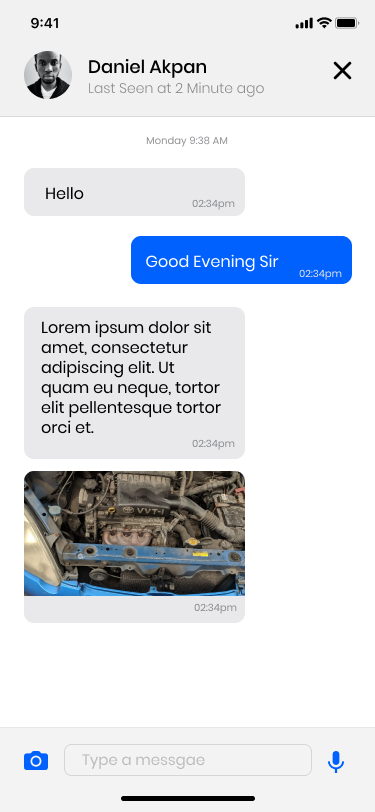 9:41
Daniel Akpan
Last Seen at 2 Minute ago
Monday 9:38 AM
Hello
02:34pm
Good Evening Sir
02:34pm
Lorem ipsum dolor sit
amet, consectetur
adipiscing elit. Ut
quam eu neque, tortor
elit pellentesque tortor
orci et.
02:34pm
VVT-i
02:34pm
Type a messgae